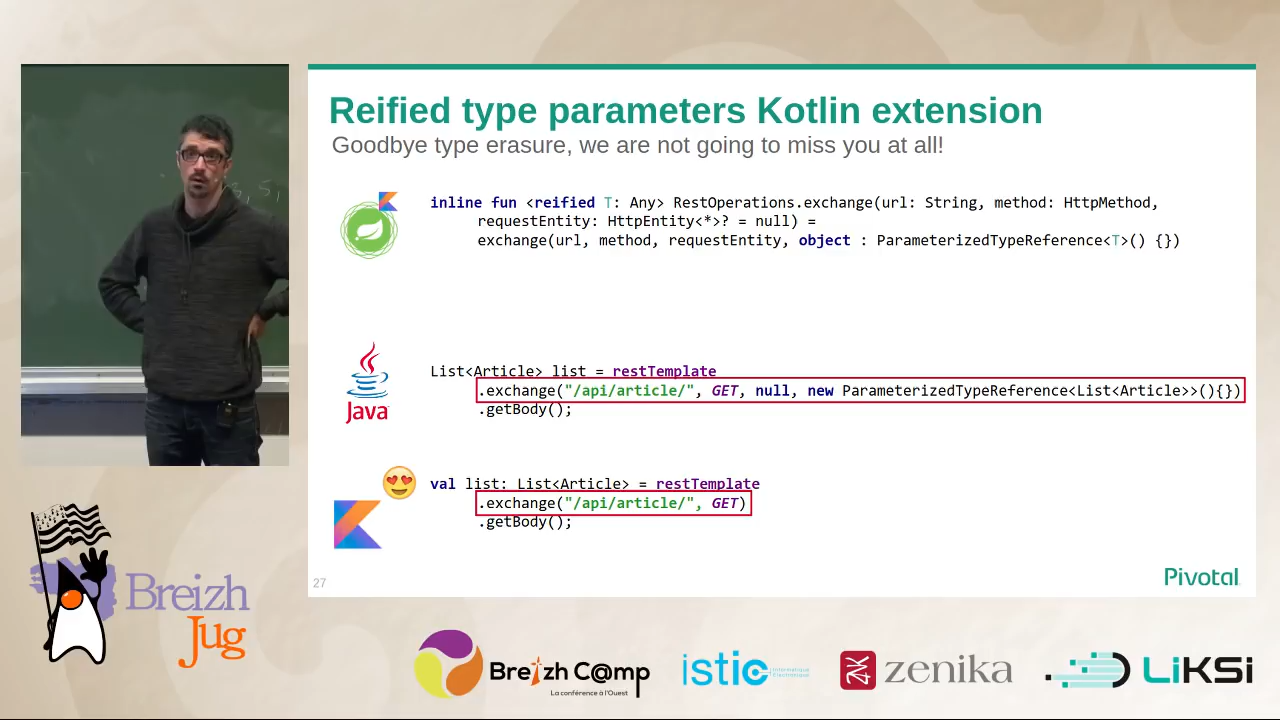 Reified type parameters Kotlin extension
Goodbye type erasure, we are not going to miss you at all!
inline fun <reified T: Any> RestOperations.exchange(url: String, method: HttpMethod,
requestEntity: HttpEntity<*>? = null) =
exchange(url, method, requestEntity, object : ParameterizedTypeReference<T>() {})
Java
List<Article> list = restTemplate
.exchange("/api/article/", GET, null, new ParameterizedTypeReference<List<Article>>(){})
.getBody();
val list: List<Article> = restTemplate
.exchange("/api/article/", GET)
.getBody();
27
Pivotal
Breizh
Jug
Breizh C@mp
La conférence à l'Ouest
istic
Informatique
Électronique
zenika
LiKSi